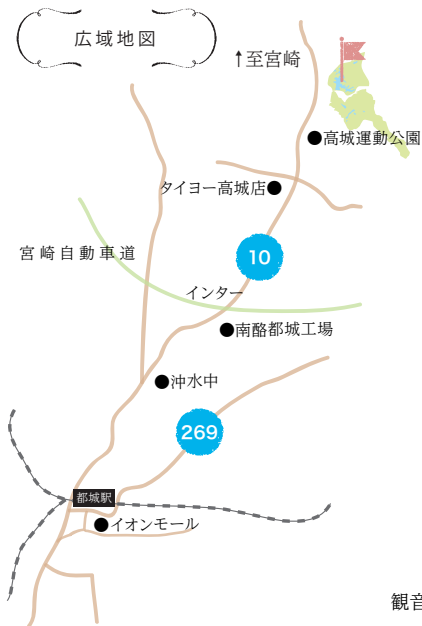 広域地図
↑至宮崎
●高城運動公園
タイヨー高城店●
宮崎自動車道
10
インター
●南酪都城工場
●沖水中
269
都城駅
●イオンモール
観音